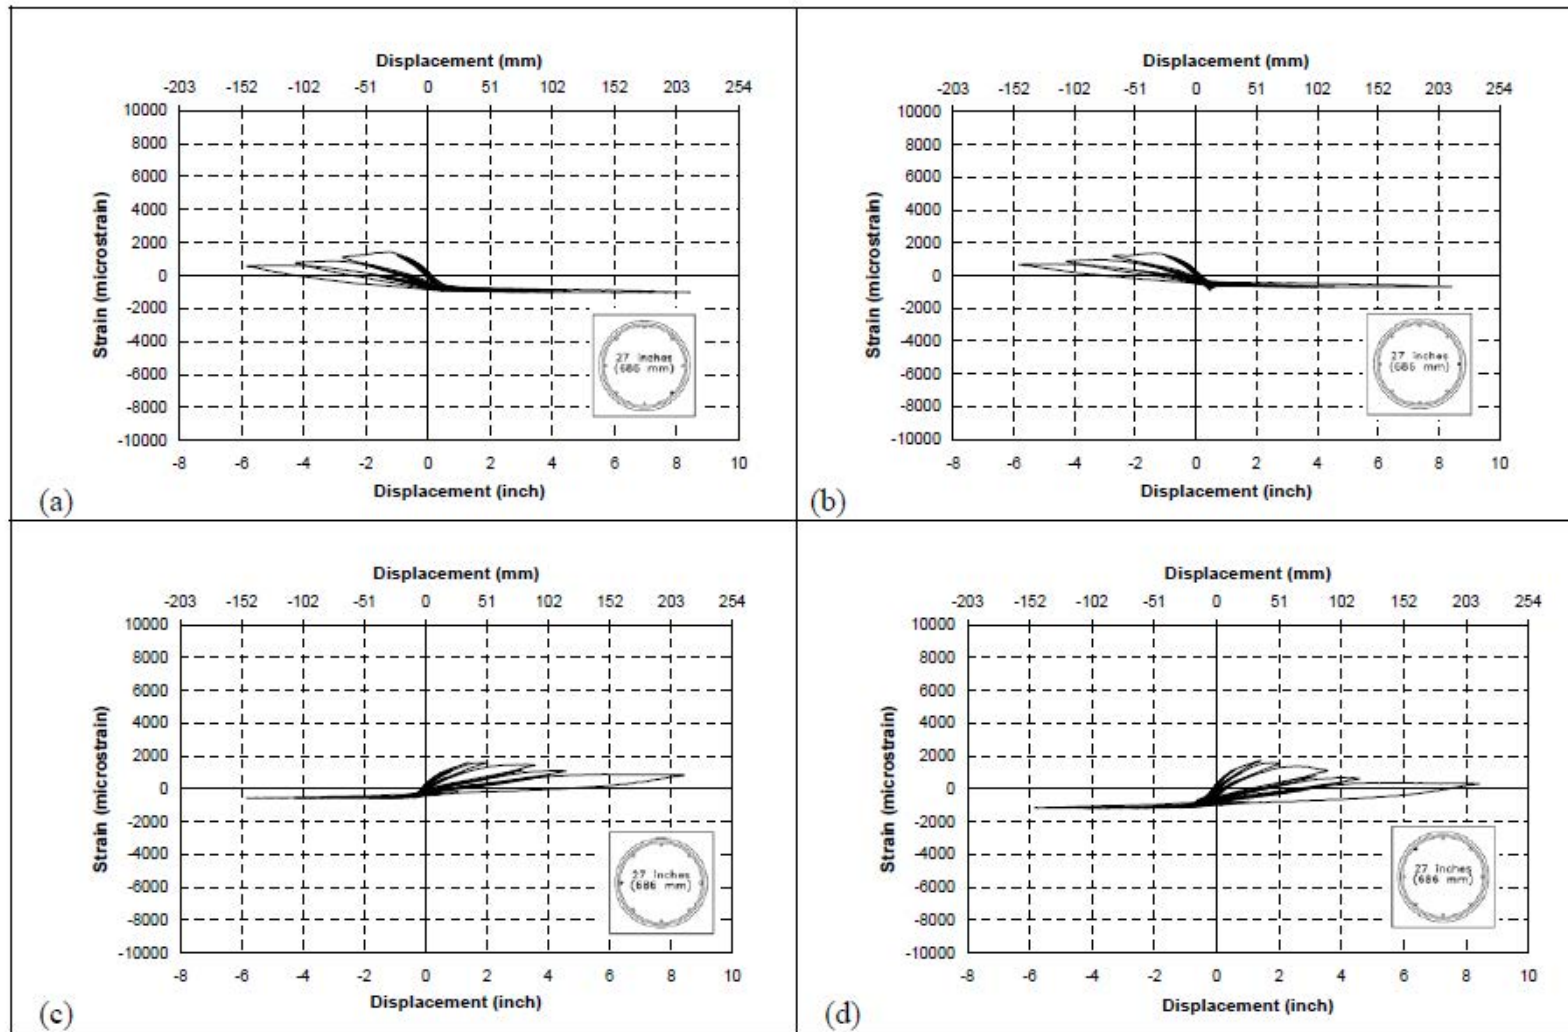 Displacement (mm)
-203 -152 -102 -51 0 51 102 152 203 254
10000
8000
6000
4000
2000
0
-2000
-4000
-6000
-8000
-10000
Strain (microstrain)
27 inches
(686 mm)
-8 -6 -4 -2 0 2 4 6 8 10
Displacement (inch)
(a)
Displacement (mm)
-203 -152 -102 -51 0 51 102 152 203 254
10000
8000
6000
4000
2000
0
-2000
-4000
-6000
-8000
-10000
Strain (microstrain)
27 inches
(686 mm)
-8 -6 -4 -2 0 2 4 6 8 10
Displacement (inch)
(b)
Displacement (mm)
-203 -152 -102 -51 0 51 102 152 203 254
10000
8000
6000
4000
2000
0
-2000
-4000
-6000
-8000
-10000
Strain (microstrain)
27 inches
(686 mm)
-8 -6 -4 -2 0 2 4 6 8 10
Displacement (inch)
(c)
Displacement (mm)
-203 -152 -102 -51 0 51 102 152 203 254
10000
8000
6000
4000
2000
0
-2000
-4000
-6000
-8000
-10000
Strain (microstrain)
27 inches
(686 mm)
-8 -6 -4 -2 0 2 4 6 8 10
Displacement (inch)
(d)